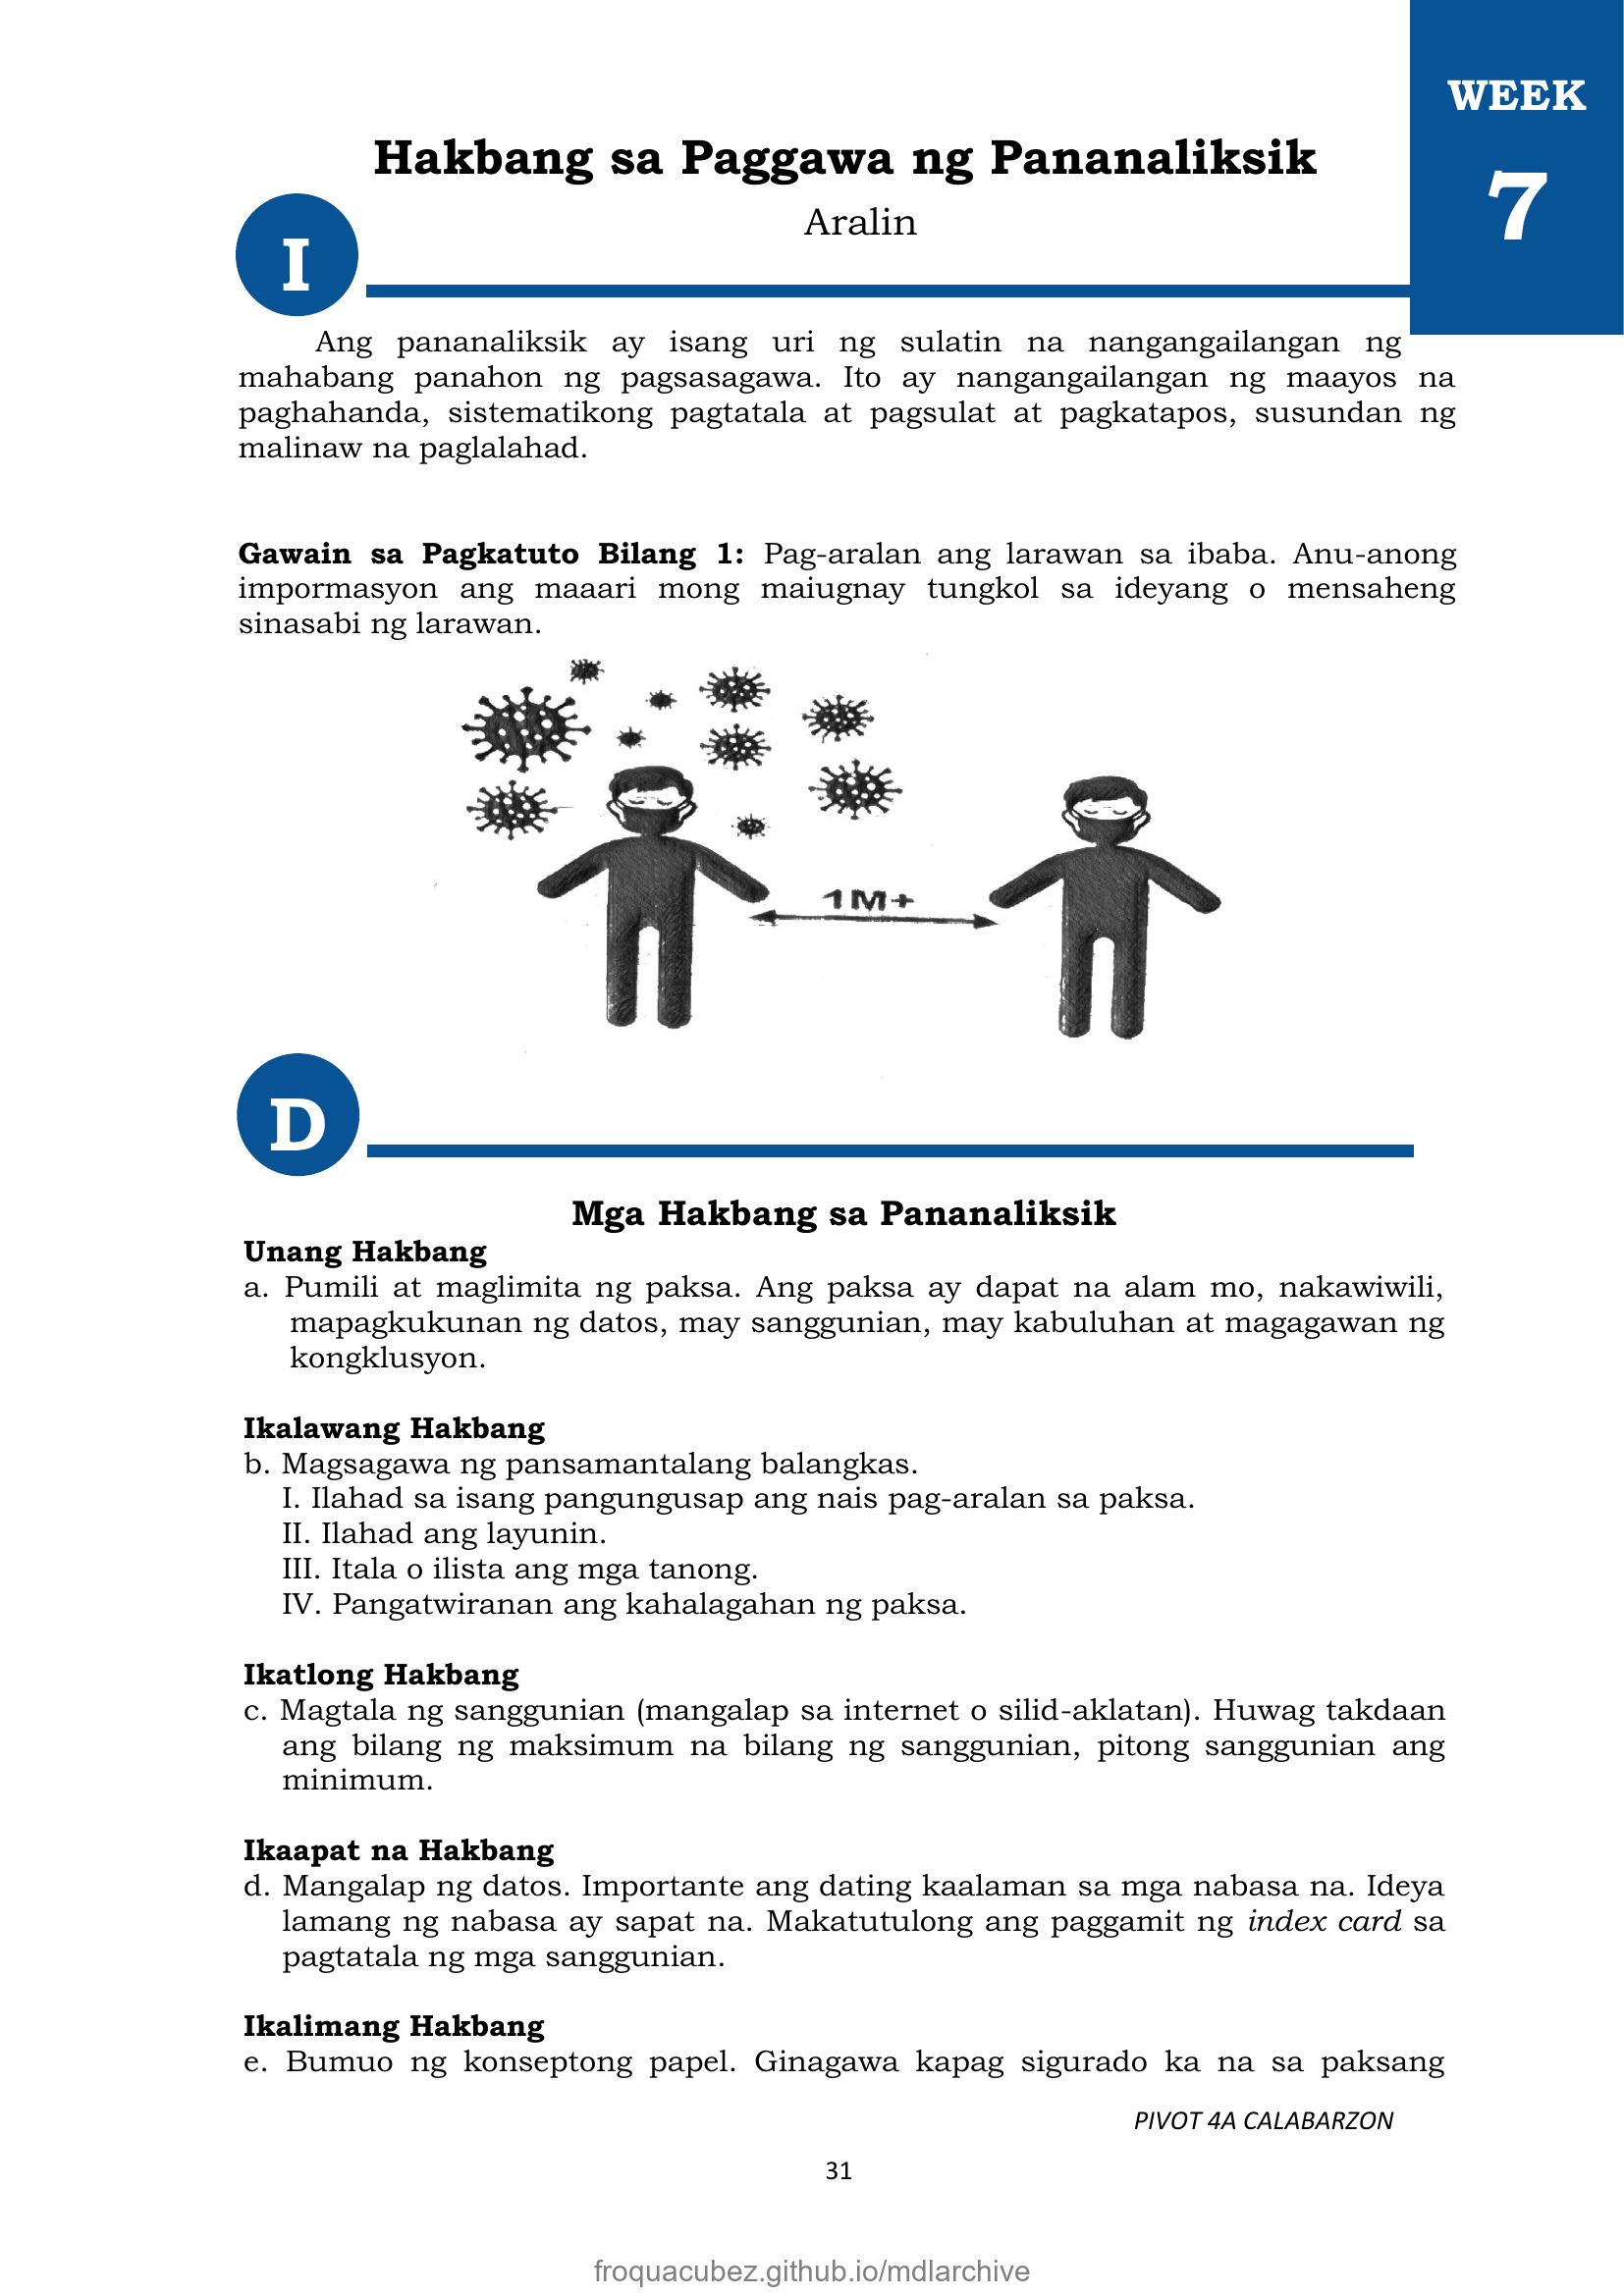 WEEK
7
Hakbang sa Paggawa ng Pananaliksik
Aralin
I
Ang pananaliksik ay isang uri ng sulatin na nangangailangan ng
mahabang panahon ng pagsasagawa. Ito ay nangangailangan ng maayos na
paghahanda, sistematikong pagtatala at pagsulat at pagkatapos, susundan ng
malinaw na paglalahad.
Gawain sa Pagkatuto Bilang 1: Pag-aralan ang larawan sa ibaba. Anu-anong
impormasyon ang maaari mong maiugnay tungkol sa ideyang o mensaheng
sinasabi ng larawan.
1M+
D
Mga Hakbang sa Pananaliksik
Unang Hakbang
a. Pumili at maglimita ng paksa. Ang paksa ay dapat na alam mo, nakawiwili,
mapagkukunan ng datos, may sanggunian, may kabuluhan at magagawan ng
kongklusyon.
Ikalawang Hakbang
b. Magsagawa ng pansamantalang balangkas.
I. Ilahad sa isang pangungusap ang nais pag-aralan sa paksa.
II. Ilahad ang layunin.
III. Itala o ilista ang mga tanong.
IV. Pangatwiranan ang kahalagahan ng paksa.
Ikatlong Hakbang
c. Magtala ng sanggunian (mangalap sa internet o silid-aklatan). Huwag takdaan
ang bilang ng maksimum na bilang ng sanggunian, pitong sanggunian ang
minimum.
Ikaapat na Hakbang
d. Mangalap ng datos. Importante ang dating kaalaman sa mga nabasa na. Ideya
lamang ng nabasa ay sapat na. Makatutulong ang paggamit ng index card sa
pagtatala ng mga sanggunian.
Ikalimang Hakbang
e. Bumuo ng konseptong papel. Ginagawa kapag sigurado ka na sa paksang
PIVOT 4A CALABARZON
31
froquacubez.github.io/mdlarchive